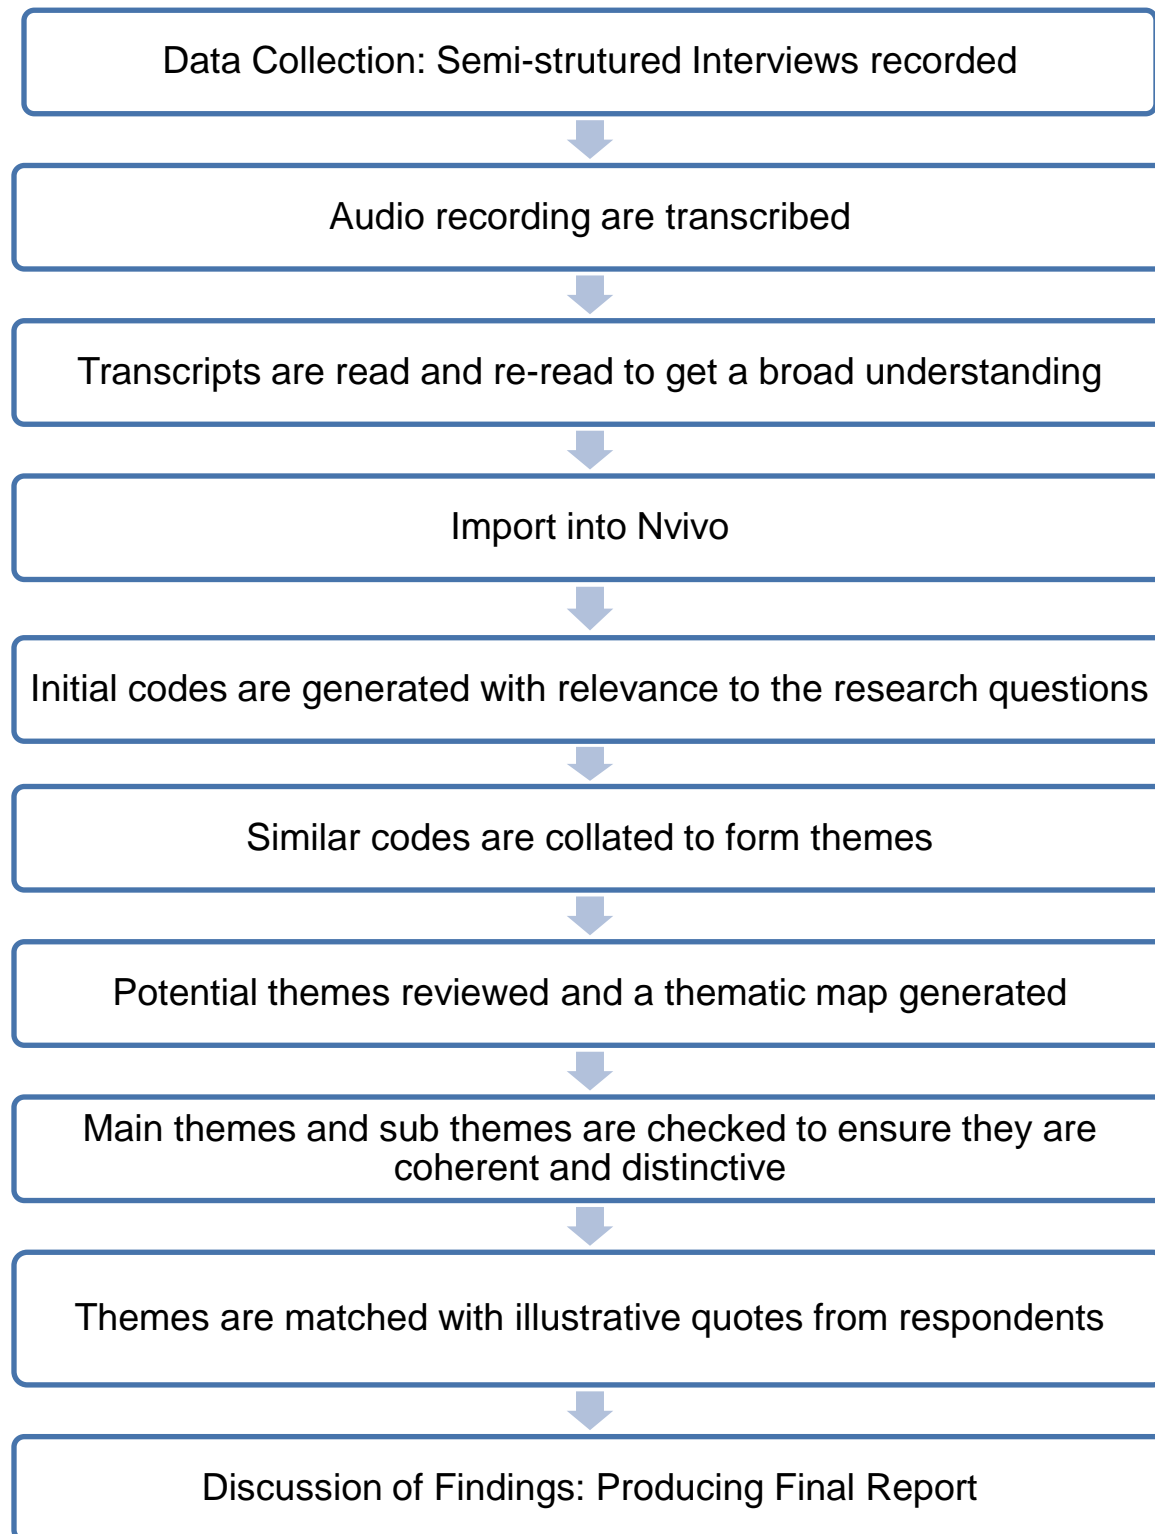 Data Collection: Semi-strutured Interviews recorded
Audio recording are transcribed
Transcripts are read and re-read to get a broad understanding
Import into Nvivo
Initial codes are generated with relevance to the research questions
Similar codes are collated to form themes
Potential themes reviewed and a thematic map generated
Main themes and sub themes are checked to ensure they are
coherent and distinctive
Themes are matched with illustrative quotes from respondents
Discussion of Findings: Producing Final Report